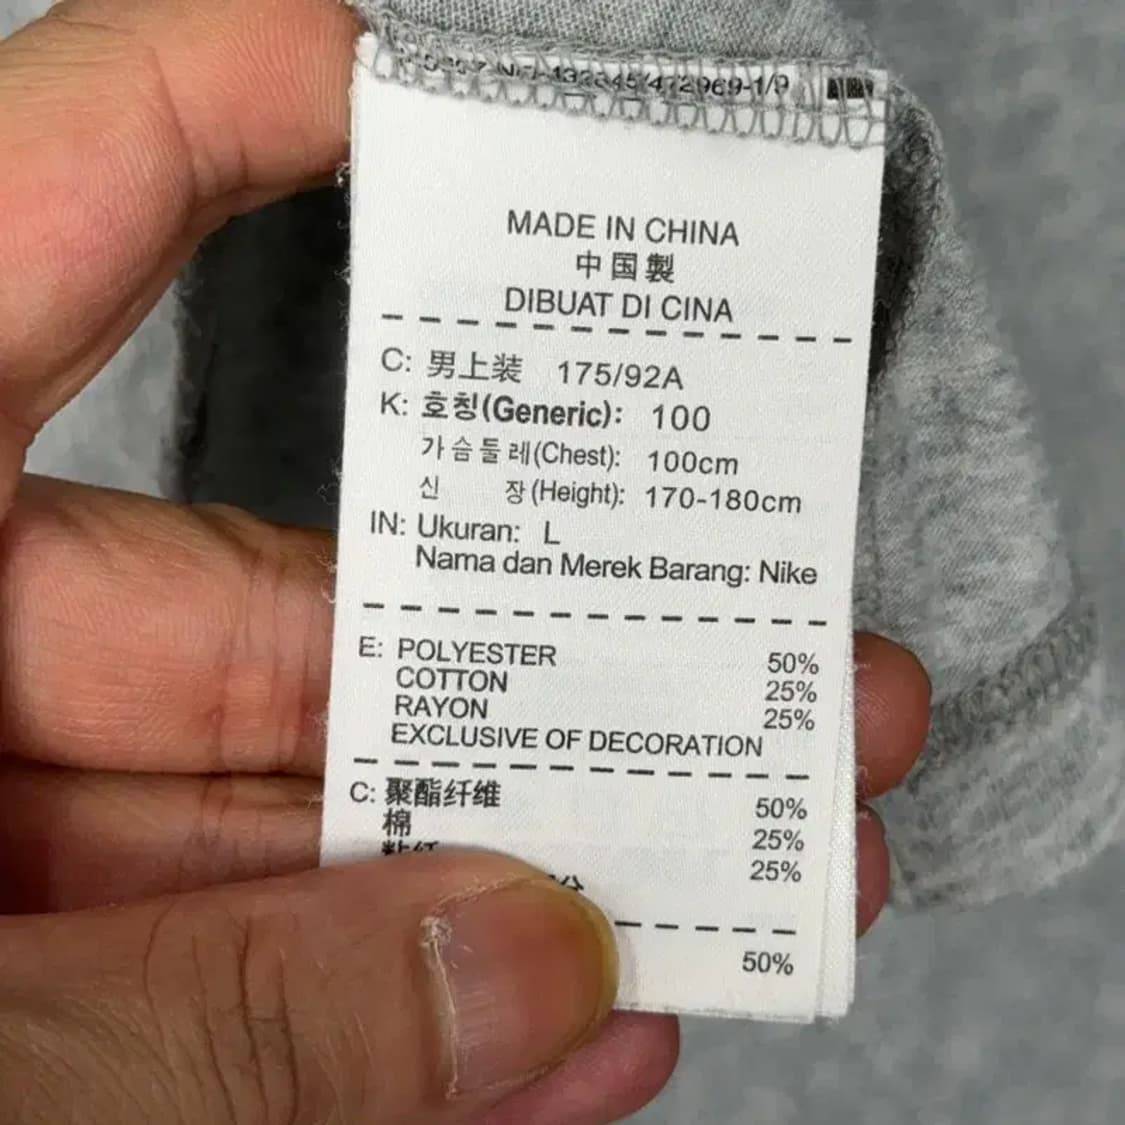 MADE IN CHINA
中国製
DIBUAT DI CINA
C: 男上装 175/92A
K: 호칭(Generic): 100
가슴둘레(Chest): 100cm
신 장(Height): 170-180cm
IN: Ukuran: L
Nama dan Merek Barang: Nike
E: POLYESTER 50%
COTTON 25%
RAYON 25%
EXCLUSIVE OF DECORATION
C: 聚酯纤维 50%
棉 25%
25%
50%